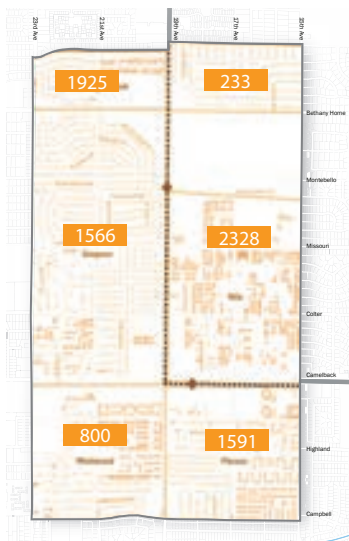 23rd Ave
21st Ave
19th Ave
17th Ave
15th Ave
1925
233
Bethany Home
Montebello
1566
2328
Missouri
Colter
Camelback
800
1591
Highland
Campbell